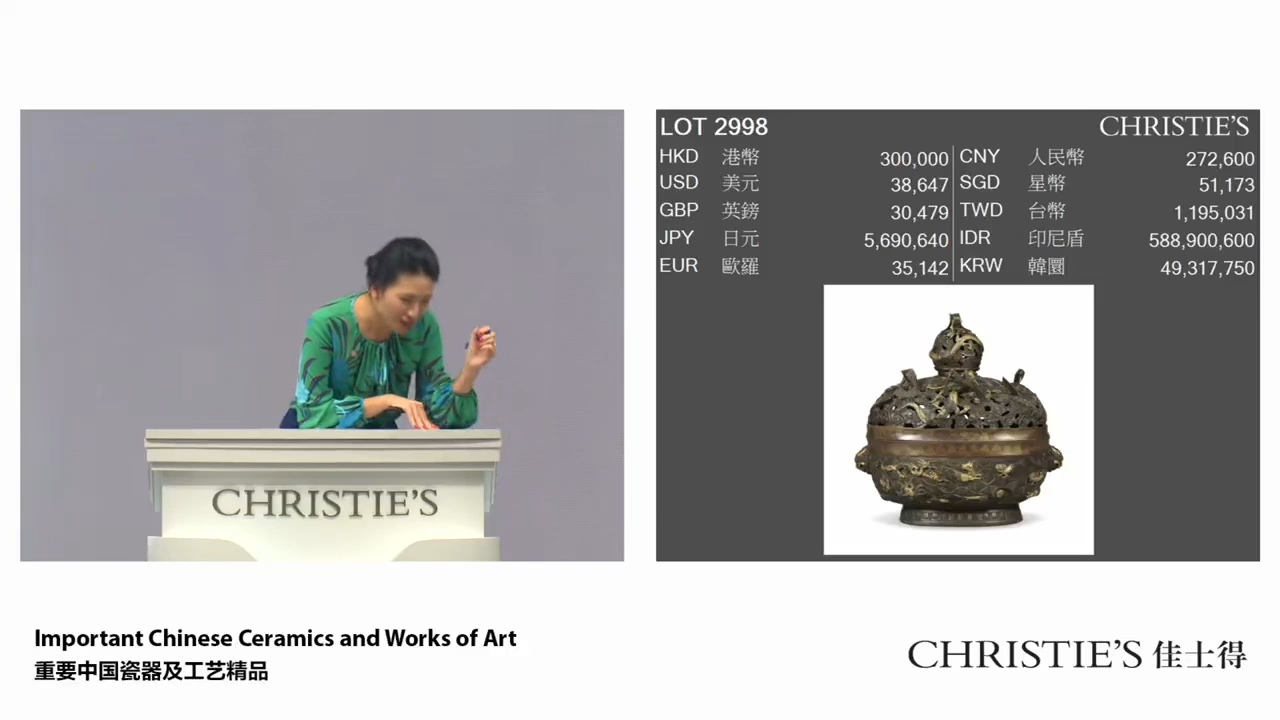 CHRISTIE'S
LOT 2998 CHRISTIE'S
HKD 港幣 300,000 CNY 人民幣 272,600
USD 美元 38,647 SGD 星幣 51,173
GBP 英鎊 30,479 TWD 台幣 1,195,031
JPY 日元 5,690,640 IDR 印尼盾 588,900,600
EUR 歐羅 35,142 KRW 韓圜 49,317,750
Important Chinese Ceramics and Works of Art
重要中国瓷器及工艺精品
CHRISTIE'S 佳士得